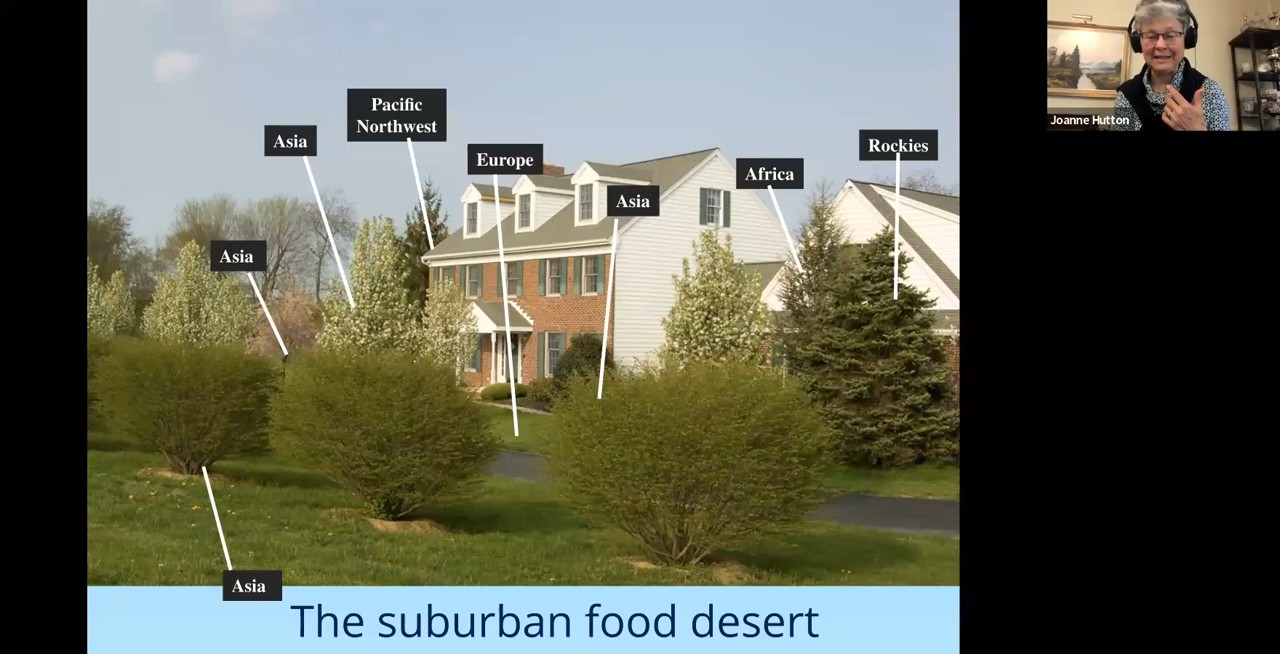 Pacific
Northwest
Asia
Europe
Rockies
Africa
Asia
Asia
Asia
The suburban food desert
Joanne Hutton